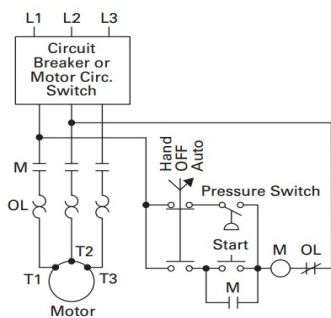 L1 L2 L3
Circuit
Breaker or
Motor Circ.
Switch
Hand
OFF
Auto
M
Pressure Switch
OL
Start
M OL
T2
T1 T3
M
Motor